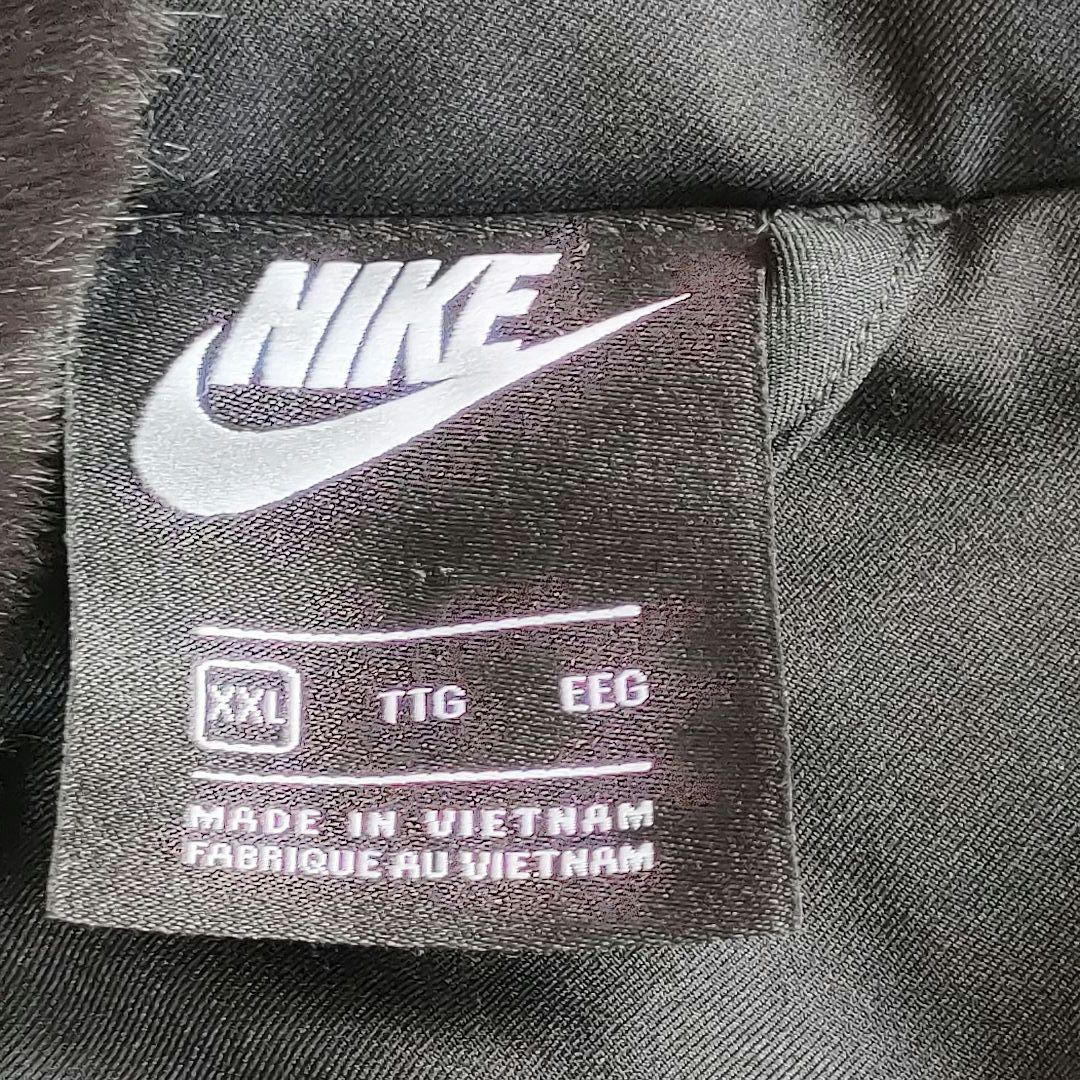 NIKE
XXL TTG EEG
MADE IN VIETNAM
FABRIQUE AU VIETNAM